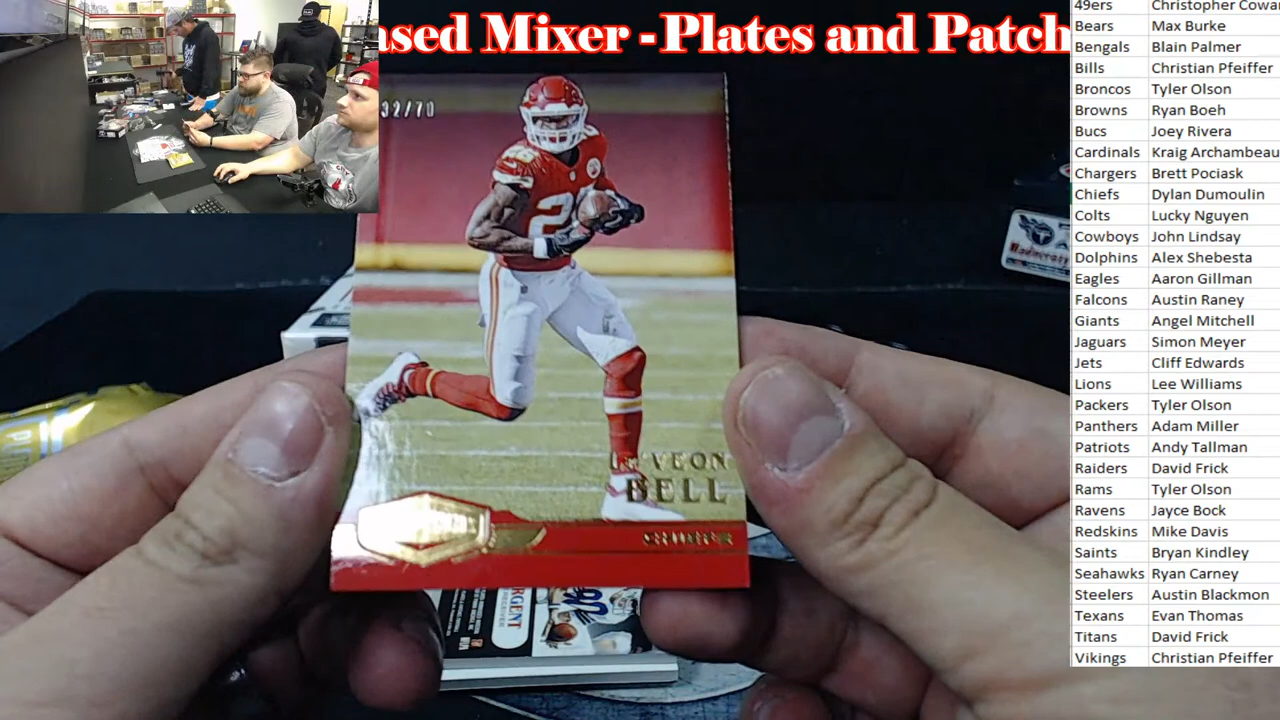 ased Mixer - Plates and Patch
32/70
LE'VEON
BELL
CHIEFS
RGENT
49ers Christopher Cowar
Bears Max Burke
Bengals Blain Palmer
Bills Christian Pfeiffer
Broncos Tyler Olson
Browns Ryan Boeh
Bucs Joey Rivera
Cardinals Kraig Archambeau
Chargers Brett Pociask
Chiefs Dylan Dumoulin
Colts Lucky Nguyen
Cowboys John Lindsay
Dolphins Alex Shebesta
Eagles Aaron Gillman
Falcons Austin Raney
Giants Angel Mitchell
Jaguars Simon Meyer
Jets Cliff Edwards
Lions Lee Williams
Packers Tyler Olson
Panthers Adam Miller
Patriots Andy Tallman
Raiders David Frick
Rams Tyler Olson
Ravens Jayce Bock
Redskins Mike Davis
Saints Bryan Kindley
Seahawks Ryan Carney
Steelers Austin Blackmon
Texans Evan Thomas
Titans David Frick
Vikings Christian Pfeiffer